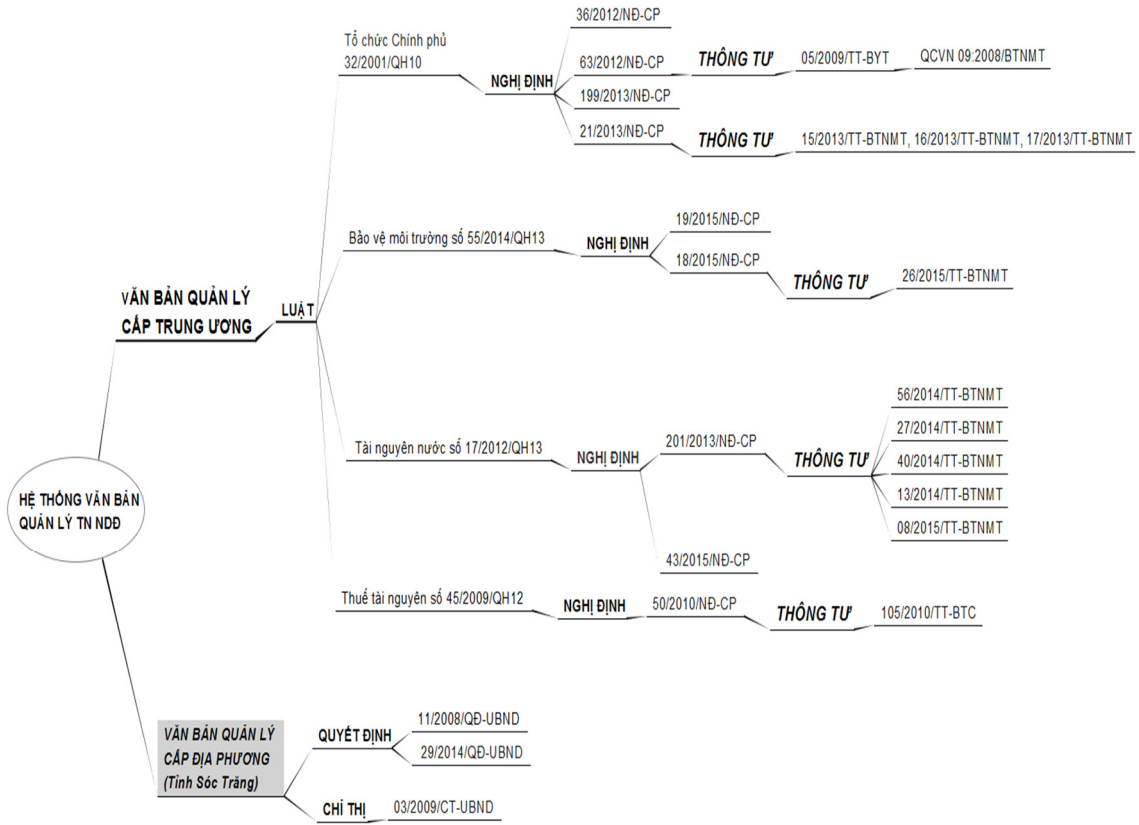 36/2012/NĐ-CP
Tổ chức Chính phủ
32/2001/QH10
NGHỊ ĐỊNH
63/2012/NĐ-CP
THÔNG TƯ
05/2009/TT-BYT
QCVN 09:2008/BTNMT
199/2013/NĐ-CP
21/2013/NĐ-CP
THÔNG TƯ
15/2013/TT-BTNMT, 16/2013/TT-BTNMT, 17/2013/TT-BTNMT
Bảo vệ môi trường số 55/2014/QH13
NGHỊ ĐỊNH
19/2015/NĐ-CP
18/2015/NĐ-CP
THÔNG TƯ
26/2015/TT-BTNMT
VĂN BẢN QUẢN LÝ
CẤP TRUNG ƯƠNG
LUẬT
Tài nguyên nước số 17/2012/QH13
NGHỊ ĐỊNH
201/2013/NĐ-CP
THÔNG TƯ
56/2014/TT-BTNMT
27/2014/TT-BTNMT
40/2014/TT-BTNMT
13/2014/TT-BTNMT
08/2015/TT-BTNMT
43/2015/NĐ-CP
HỆ THỐNG VĂN BẢN
QUẢN LÝ TN NDĐ
Thuế tài nguyên số 45/2009/QH12
NGHỊ ĐỊNH
50/2010/NĐ-CP
THÔNG TƯ
105/2010/TT-BTC
VĂN BẢN QUẢN LÝ
CẤP ĐỊA PHƯƠNG
(Tỉnh Sóc Trăng)
QUYẾT ĐỊNH
11/2008/QĐ-UBND
29/2014/QĐ-UBND
CHỈ THỊ
03/2009/CT-UBND